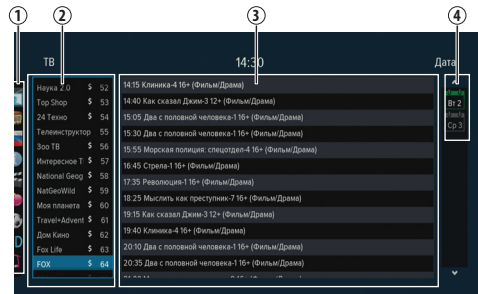 1 2 3 4
ТВ 14:30 Дата
Наука 2.0 $ 52
Top Shop $ 53
24 Техно $ 54
Телеинструктор 55
Зоо ТВ $ 56
Интересное Т $ 57
National Geog $ 58
NatGeoWild $ 59
Моя планета $ 60
Travel+Advent $ 61
Дом Кино $ 62
Fox Life $ 63
FOX $ 64
14:15 Клиника-4 16+ (Фильм/Драма)
14:40 Как сказал Джим-3 12+ (Фильм/Драма)
15:05 Два с половиной человека-1 16+ (Фильм/Драма)
15:30 Два с половиной человека-1 16+ (Фильм/Драма)
15:55 Морская полиция: спецотдел-4 16+ (Фильм/Драма)
16:45 Стрела-1 16+ (Фильм/Драма)
17:35 Революция-1 16+ (Фильм/Драма)
18:25 Мыслить как преступник-7 16+ (Фильм/Драма)
19:15 Как сказал Джим-3 12+ (Фильм/Драма)
19:40 Клиника-4 16+ (Фильм/Драма)
20:10 Два с половиной человека-1 16+ (Фильм/Драма)
20:35 Два с половиной человека-1 16+ (Фильм/Драма)
Вт 2
Ср 3